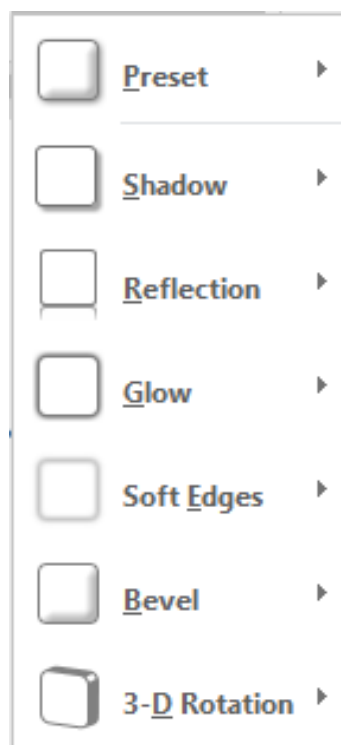 Preset
Shadow
Reflection
Glow
Soft Edges
Bevel
3-D Rotation